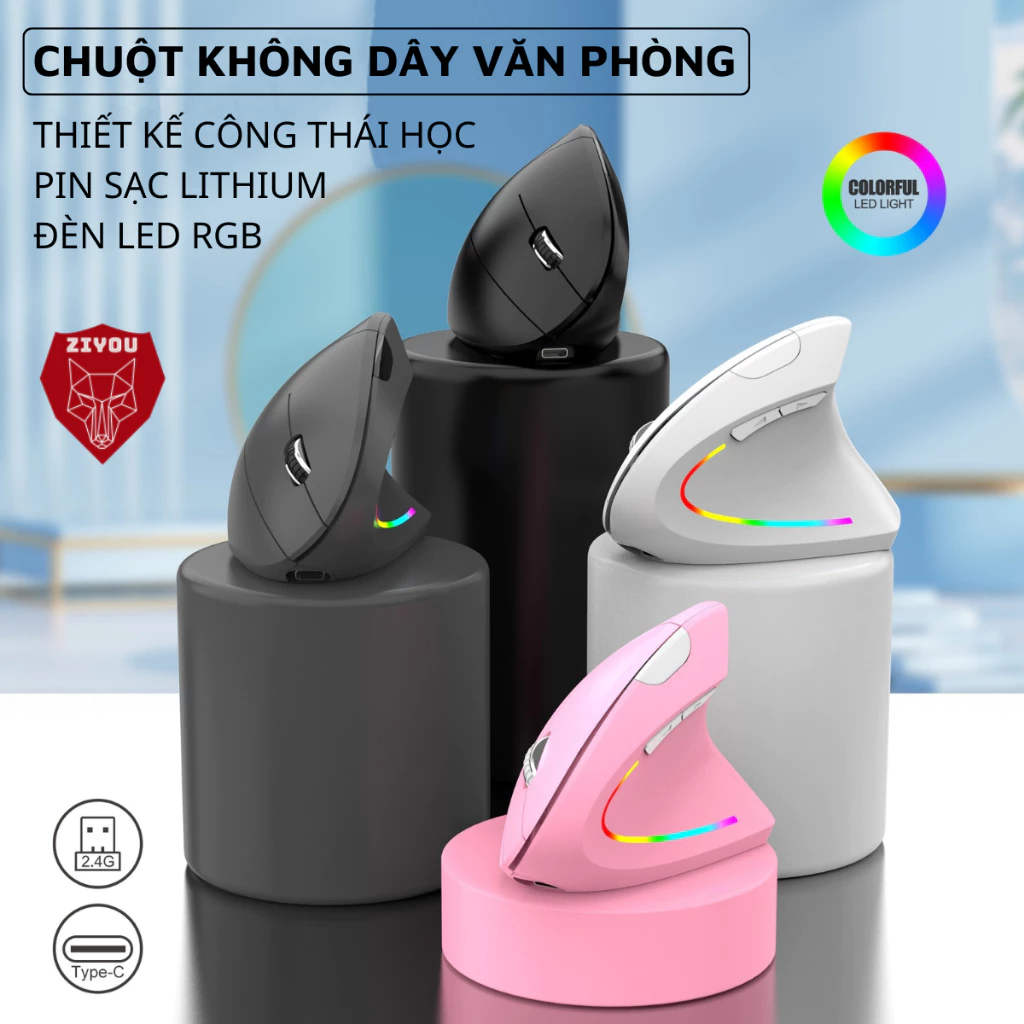 CHUỘT KHÔNG DÂY VĂN PHÒNG
THIẾT KẾ CÔNG THÁI HỌC
PIN SẠC LITHIUM
ĐÈN LED RGB
COLORFUL
LED LIGHT
ZIYOU
2.4G
Type-C